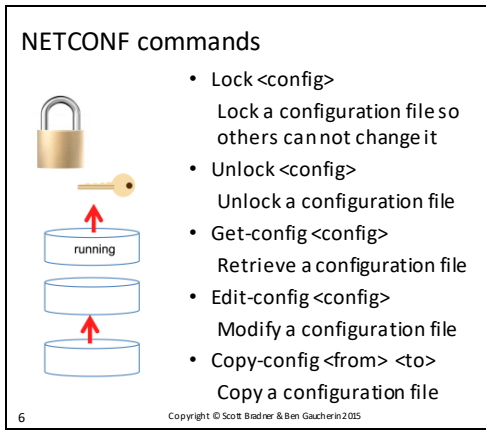 NETCONF commands
• Lock <config>
Lock a configuration file so
others can not change it
• Unlock <config>
Unlock a configuration file
• Get-config <config>
Retrieve a configuration file
• Edit-config <config>
Modify a configuration file
• Copy-config <from> <to>
Copy a configuration file
running
6
Copyright © Scott Bradner & Ben Gaucherin 2015